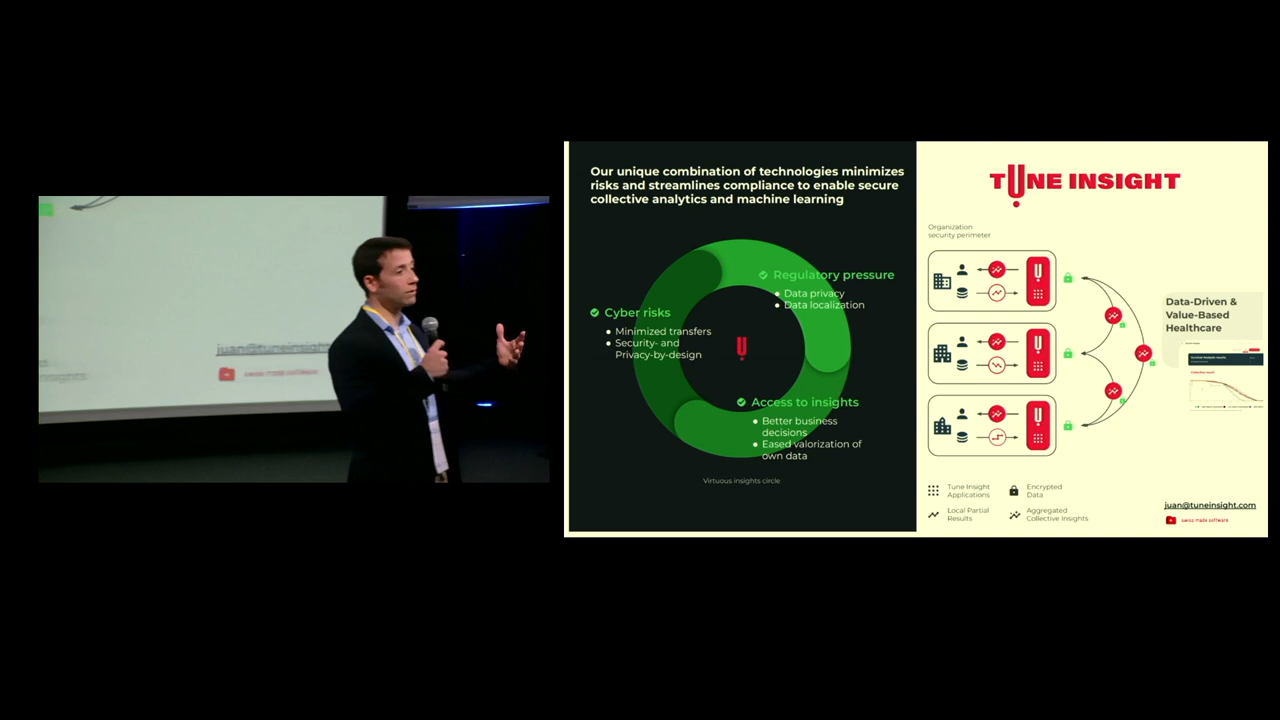 Our unique combination of technologies minimizes
risks and streamlines compliance to enable secure
collective analytics and machine learning
Regulatory pressure
Data privacy
Data localization
Cyber risks
Minimized transfers
Security- and
Privacy-by-design
Access to insights
Better business
decisions
Eased valorization of
own data
Virtuous insights circle
TUNE INSIGHT
Organization
security perimeter
Data-Driven &
Value-Based
Healthcare
Tune Insight
Applications
Encrypted
Data
Local Partial
Results
Aggregated
Collective Insights
juan@tuneinsight.com
swiss made software